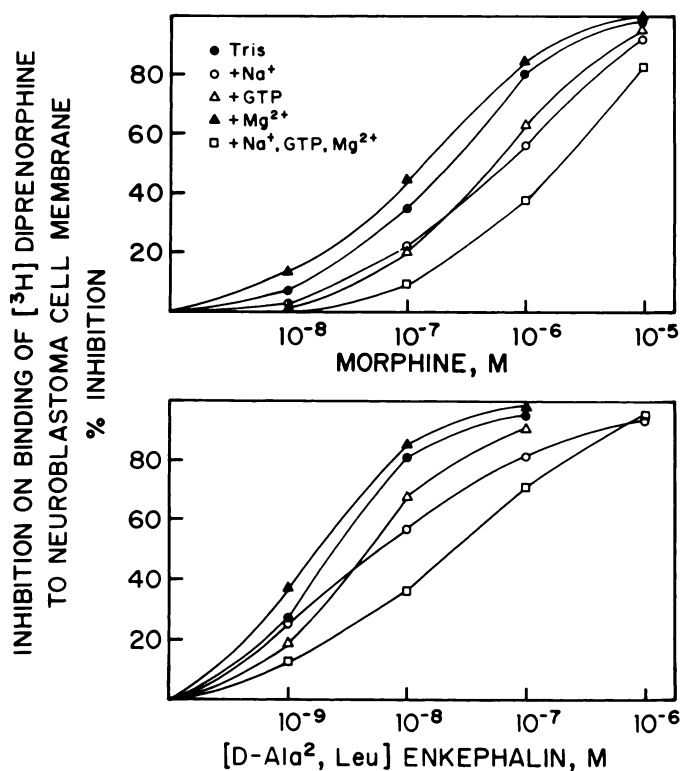 INHIBITION ON BINDING OF [³H] DIPRENORPHINE
TO NEUROBLASTOMA CELL MEMBRANE
% INHIBITION
80
60
40
20
Tris
+Na⁺
+GTP
+Mg²⁺
+Na⁺, GTP, Mg²⁺
10⁻⁸ 10⁻⁷ 10⁻⁶ 10⁻⁵
MORPHINE, M
80
60
40
20
10⁻⁹ 10⁻⁸ 10⁻⁷ 10⁻⁶
[D-Ala², Leu] ENKEPHALIN, M